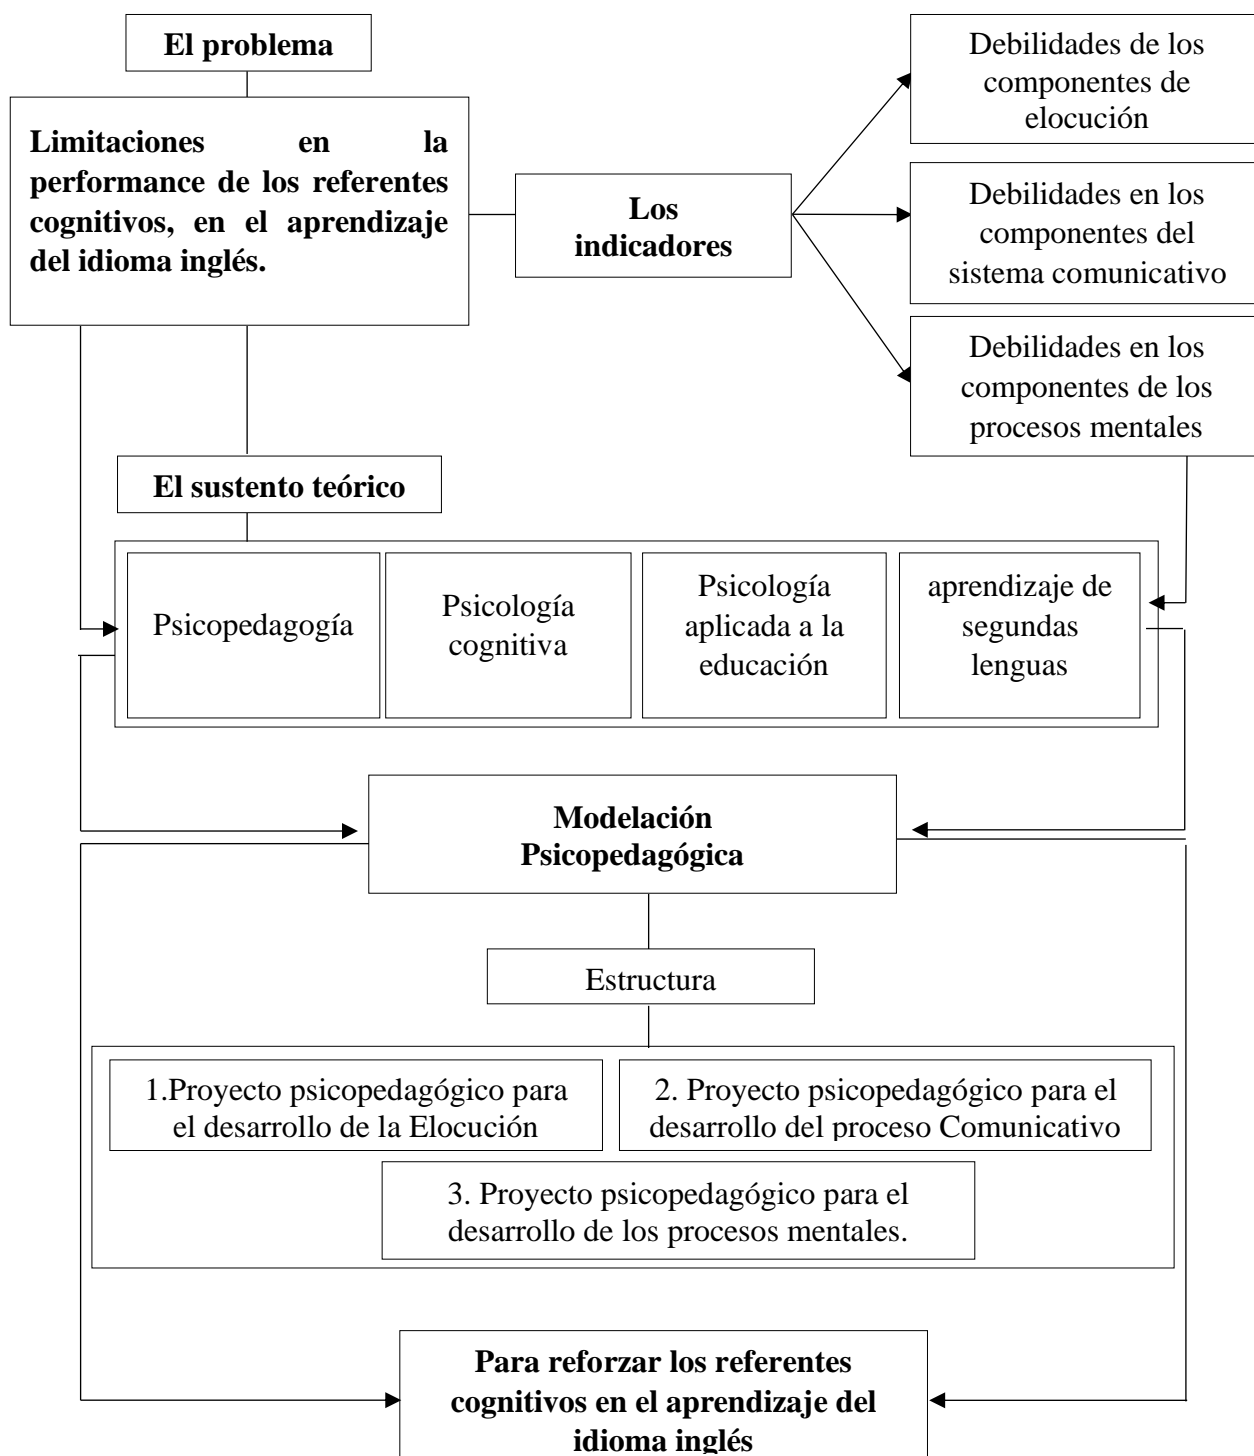 El problema
Limitaciones en la
performance de los referentes
cognitivos, en el aprendizaje
del idioma inglés.
Los
indicadores
Debilidades de los
componentes de
elocución
Debilidades en los
componentes del
sistema comunicativo
Debilidades en los
componentes de los
procesos mentales
El sustento teórico
Psicopedagogía
Psicología
cognitiva
Psicología
aplicada a la
educación
aprendizaje de
segundas
lenguas
Modelación
Psicopedagógica
Estructura
1.Proyecto psicopedagógico para
el desarrollo de la Elocución
2. Proyecto psicopedagógico para el
desarrollo del proceso Comunicativo
3. Proyecto psicopedagógico para el
desarrollo de los procesos mentales.
Para reforzar los referentes
cognitivos en el aprendizaje del
idioma inglés